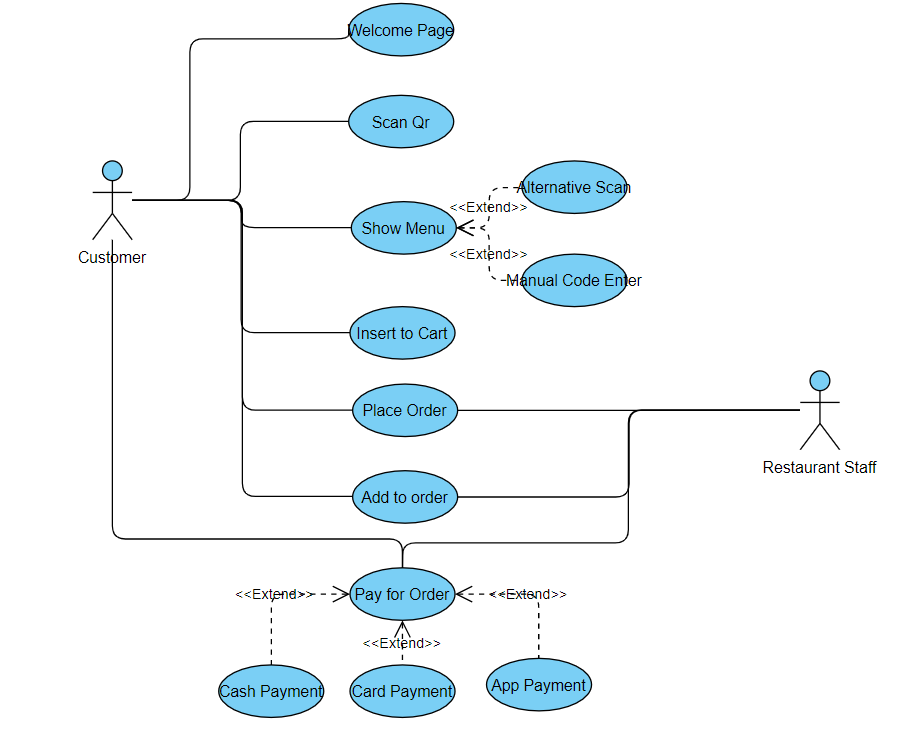 Welcome Page
Scan Qr
Alternative Scan
<<Extend>>
Show Menu
<<Extend>>
Customer
Manual Code Enter
Insert to Cart
Place Order
Restaurant Staff
Add to order
<<Extend>>
Pay for Order
<<Extend>>
<<Extend>>
Cash Payment
Card Payment
App Payment